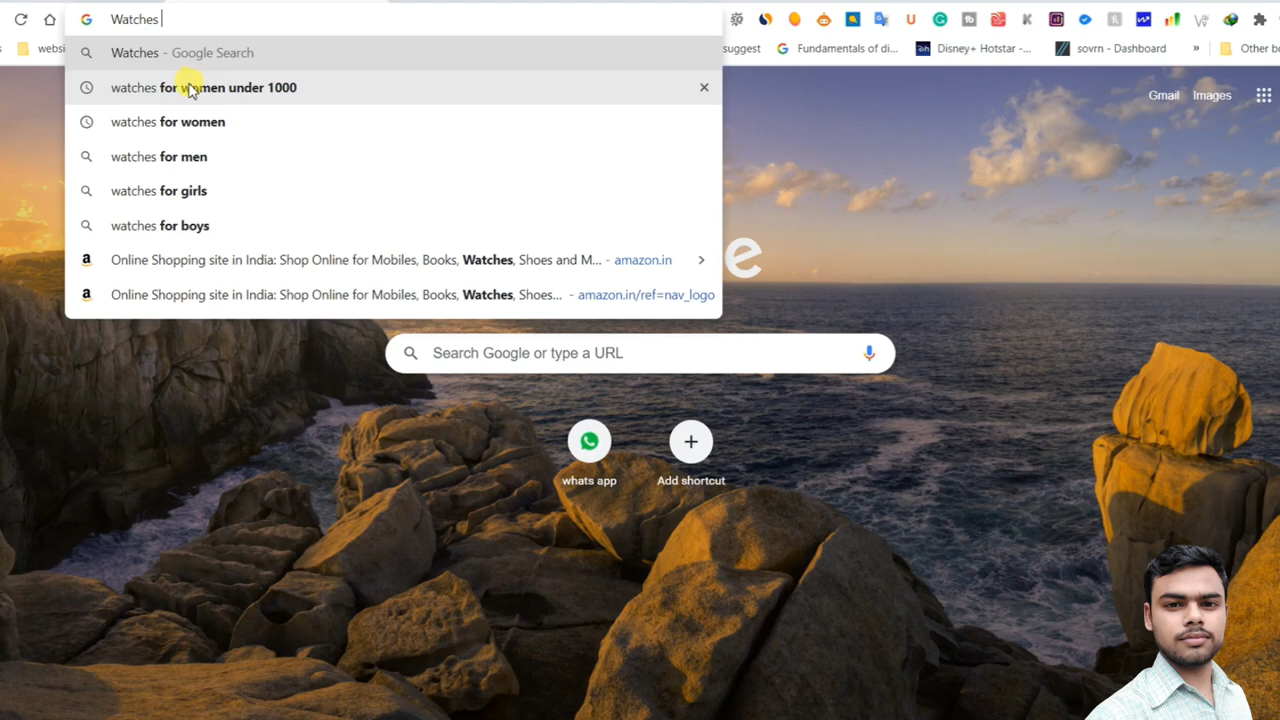 Watches
Watches - Google Search
watches for women under 1000
watches for women
watches for men
watches for girls
watches for boys
Online Shopping site in India: Shop Online for Mobiles, Books, Watches, Shoes and M... - amazon.in
Online Shopping site in India: Shop Online for Mobiles, Books, Watches, Shoes... - amazon.in/ref=nav_logo
websi
suggest
Fundamentals of di...
Disney+ Hotstar -...
sovrn - Dashboard
»
Other b
Gmail
Images
e
Search Google or type a URL
whats app
Add shortcut